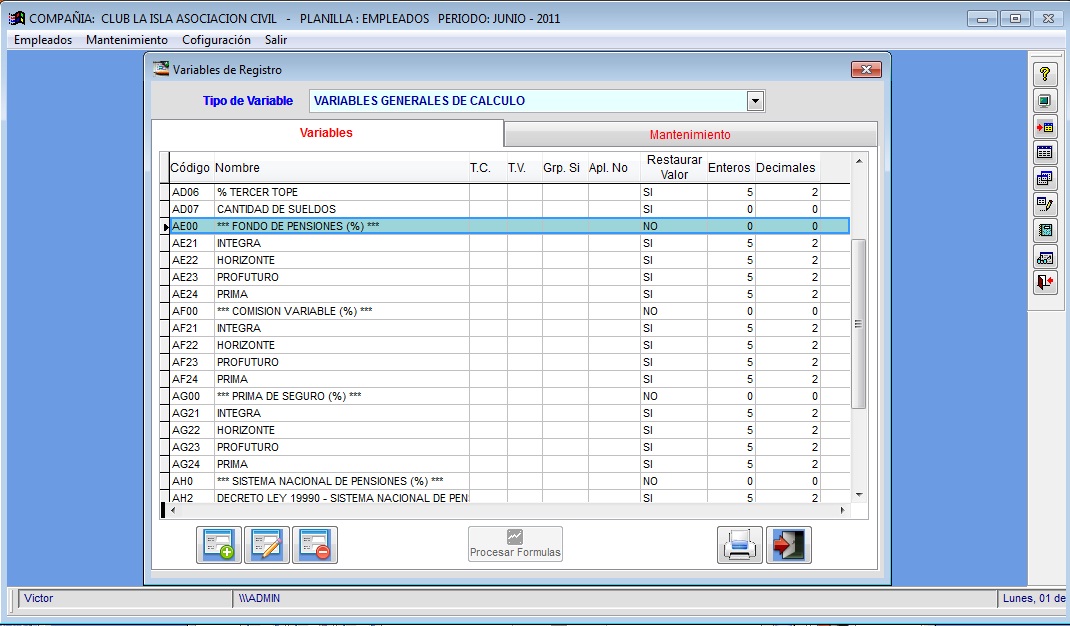 COMPAÑIA: CLUB LA ISLA ASOCIACION CIVIL - PLANILLA : EMPLEADOS PERIODO: JUNIO - 2011
Empleados Mantenimiento Cofiguración Salir
Variables de Registro
Tipo de Variable VARIABLES GENERALES DE CALCULO
Variables Mantenimiento
Código Nombre T.C. T.V. Grp. Si Apl. No Restaurar Valor Enteros Decimales
AD06 % TERCER TOPE SI 5 2
AD07 CANTIDAD DE SUELDOS SI 0 0
AE00 *** FONDO DE PENSIONES (%) *** NO 0 0
AE21 INTEGRA SI 5 2
AE22 HORIZONTE SI 5 2
AE23 PROFUTURO SI 5 2
AE24 PRIMA SI 5 2
AF00 *** COMISION VARIABLE (%) *** NO 0 0
AF21 INTEGRA SI 5 2
AF22 HORIZONTE SI 5 2
AF23 PROFUTURO SI 5 2
AF24 PRIMA SI 5 2
AG00 *** PRIMA DE SEGURO (%) *** NO 0 0
AG21 INTEGRA SI 5 2
AG22 HORIZONTE SI 5 2
AG23 PROFUTURO SI 5 2
AG24 PRIMA SI 5 2
AH0 *** SISTEMA NACIONAL DE PENSIONES (%) *** NO 0 0
AH2 DECRETO LEY 19990 - SISTEMA NACIONAL DE PEN SI 5 2
Procesar Formulas
Victor \\\ADMIN Lunes, 01 de